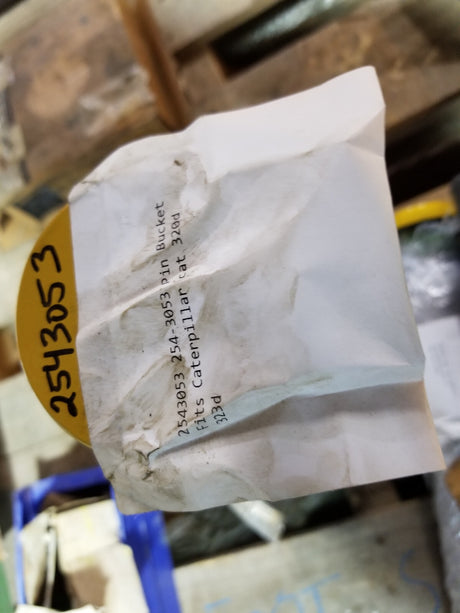 2543053
2543053 254-3053 Pin Bucket
fits Caterpillar cat 320d
323d